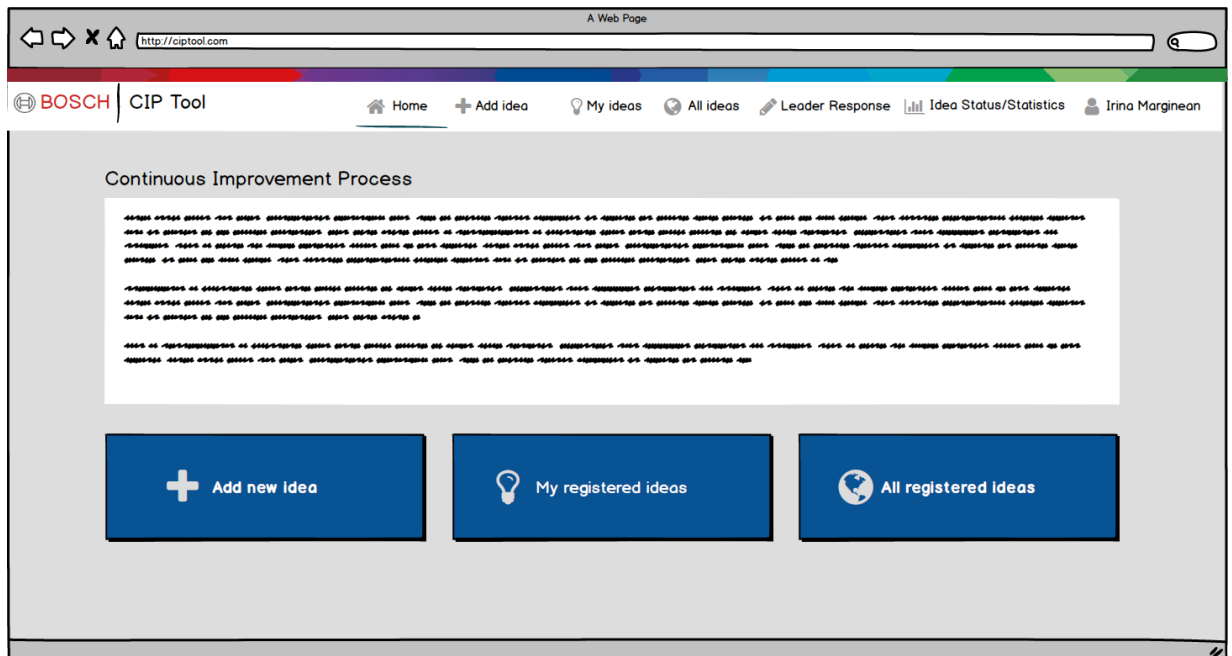 A Web Page
http://ciptool.com
BOSCH CIP Tool Home Add idea My ideas All ideas Leader Response Idea Status/Statistics Irina Marginean
Continuous Improvement Process
Add new idea My registered ideas All registered ideas